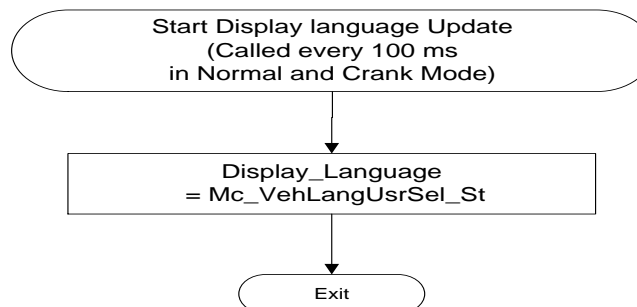 Start Display language Update
(Called every 100 ms
in Normal and Crank Mode)
Display_Language
= Mc_VehLangUsrSel_St
Exit